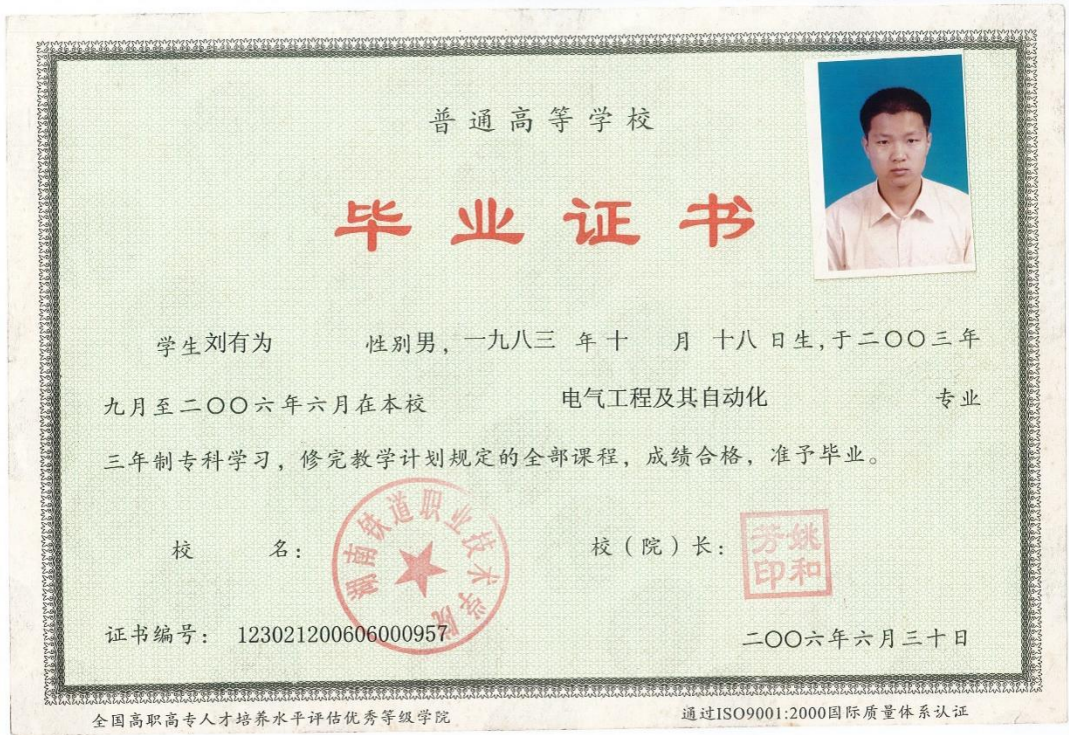 普通高等学校
毕业证书
学生刘有为 性别男，一九八三 年 十 月 十八 日生，于二〇〇三年
九月至二〇〇六年六月在本校 电气工程及其自动化 专业
三年制专科学习，修完教学计划规定的全部课程，成绩合格，准予毕业。
校 名： 湖南铁道职业技术学院
校（院）长： 姚和芳印
证书编号： 123021200606000957
二〇〇六年六月三十日
全国高职高专人才培养水平评估优秀等级学院
通过ISO9001:2000国际质量体系认证